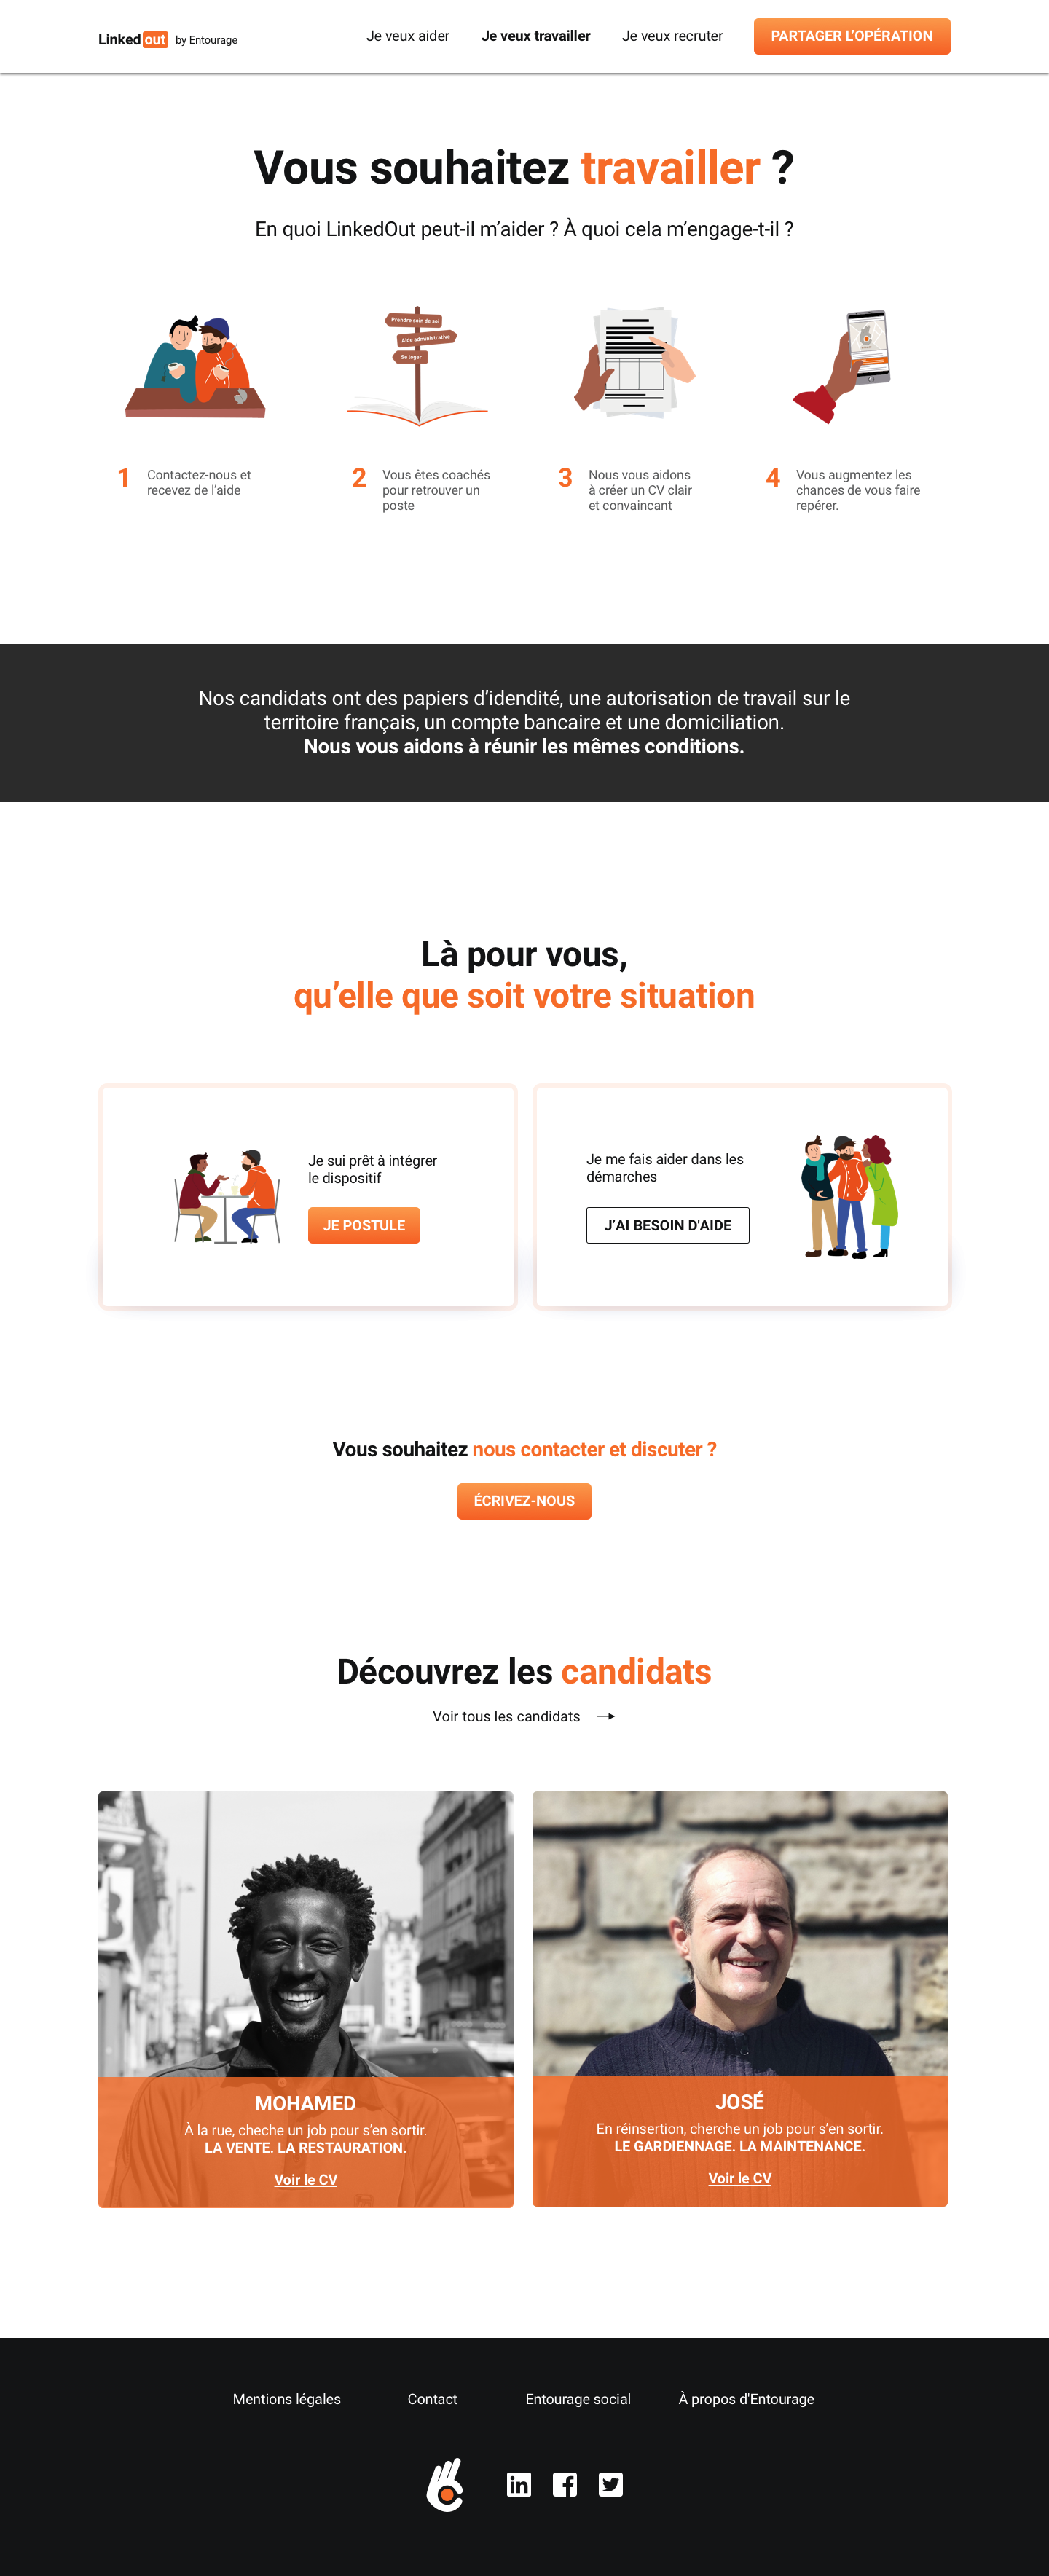 Linked out by Entourage
Je veux aider
Je veux travailler
Je veux recruter
PARTAGER L’OPÉRATION
Vous souhaitez travailler ?
En quoi LinkedOut peut-il m’aider ? À quoi cela m’engage-t-il ?
Prendre soin de soi
Aide administrative
Se loger
1
Contactez-nous et
recevez de l’aide
2
Vous êtes coachés
pour retrouver un
poste
3
Nous vous aidons
à créer un CV clair
et convaincant
4
Vous augmentez les
chances de vous faire
repérer.
Nos candidats ont des papiers d’idendité, une autorisation de travail sur le
territoire français, un compte bancaire et une domiciliation.
Nous vous aidons à réunir les mêmes conditions.
Là pour vous,
qu’elle que soit votre situation
Je sui prêt à intégrer
le dispositif
JE POSTULE
Je me fais aider dans les
démarches
J’AI BESOIN D'AIDE
Vous souhaitez nous contacter et discuter ?
ÉCRIVEZ-NOUS
Découvrez les candidats
Voir tous les candidats
MOHAMED
À la rue, cheche un job pour s’en sortir.
LA VENTE. LA RESTAURATION.
Voir le CV
JOSÉ
En réinsertion, cherche un job pour s’en sortir.
LE GARDIENNAGE. LA MAINTENANCE.
Voir le CV
Mentions légales
Contact
Entourage social
À propos d'Entourage